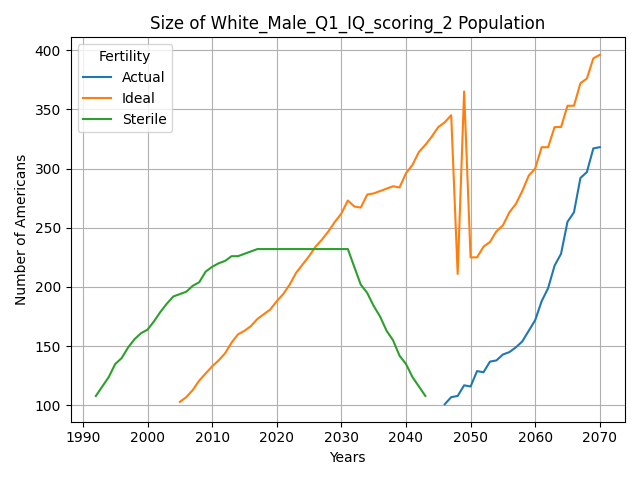 Size of White_Male_Q1_IQ_scoring_2 Population
Fertility
Actual
Ideal
Sterile
Number of Americans
400
350
300
250
200
150
100
1990 2000 2010 2020 2030 2040 2050 2060 2070
Years